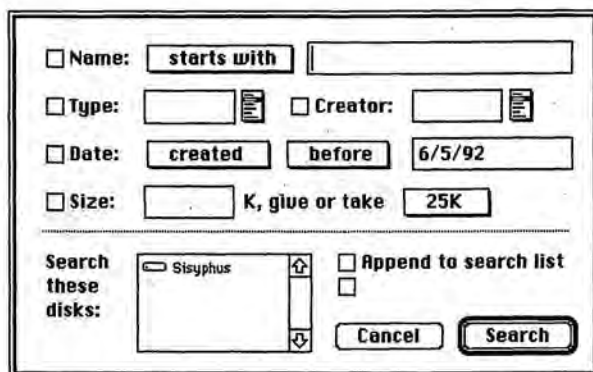 Name: starts with
Type: Creator:
Date: created before 6/5/92
Size: K, give or take 25K
Search these disks:
Sisyphus
Append to search list
Cancel Search